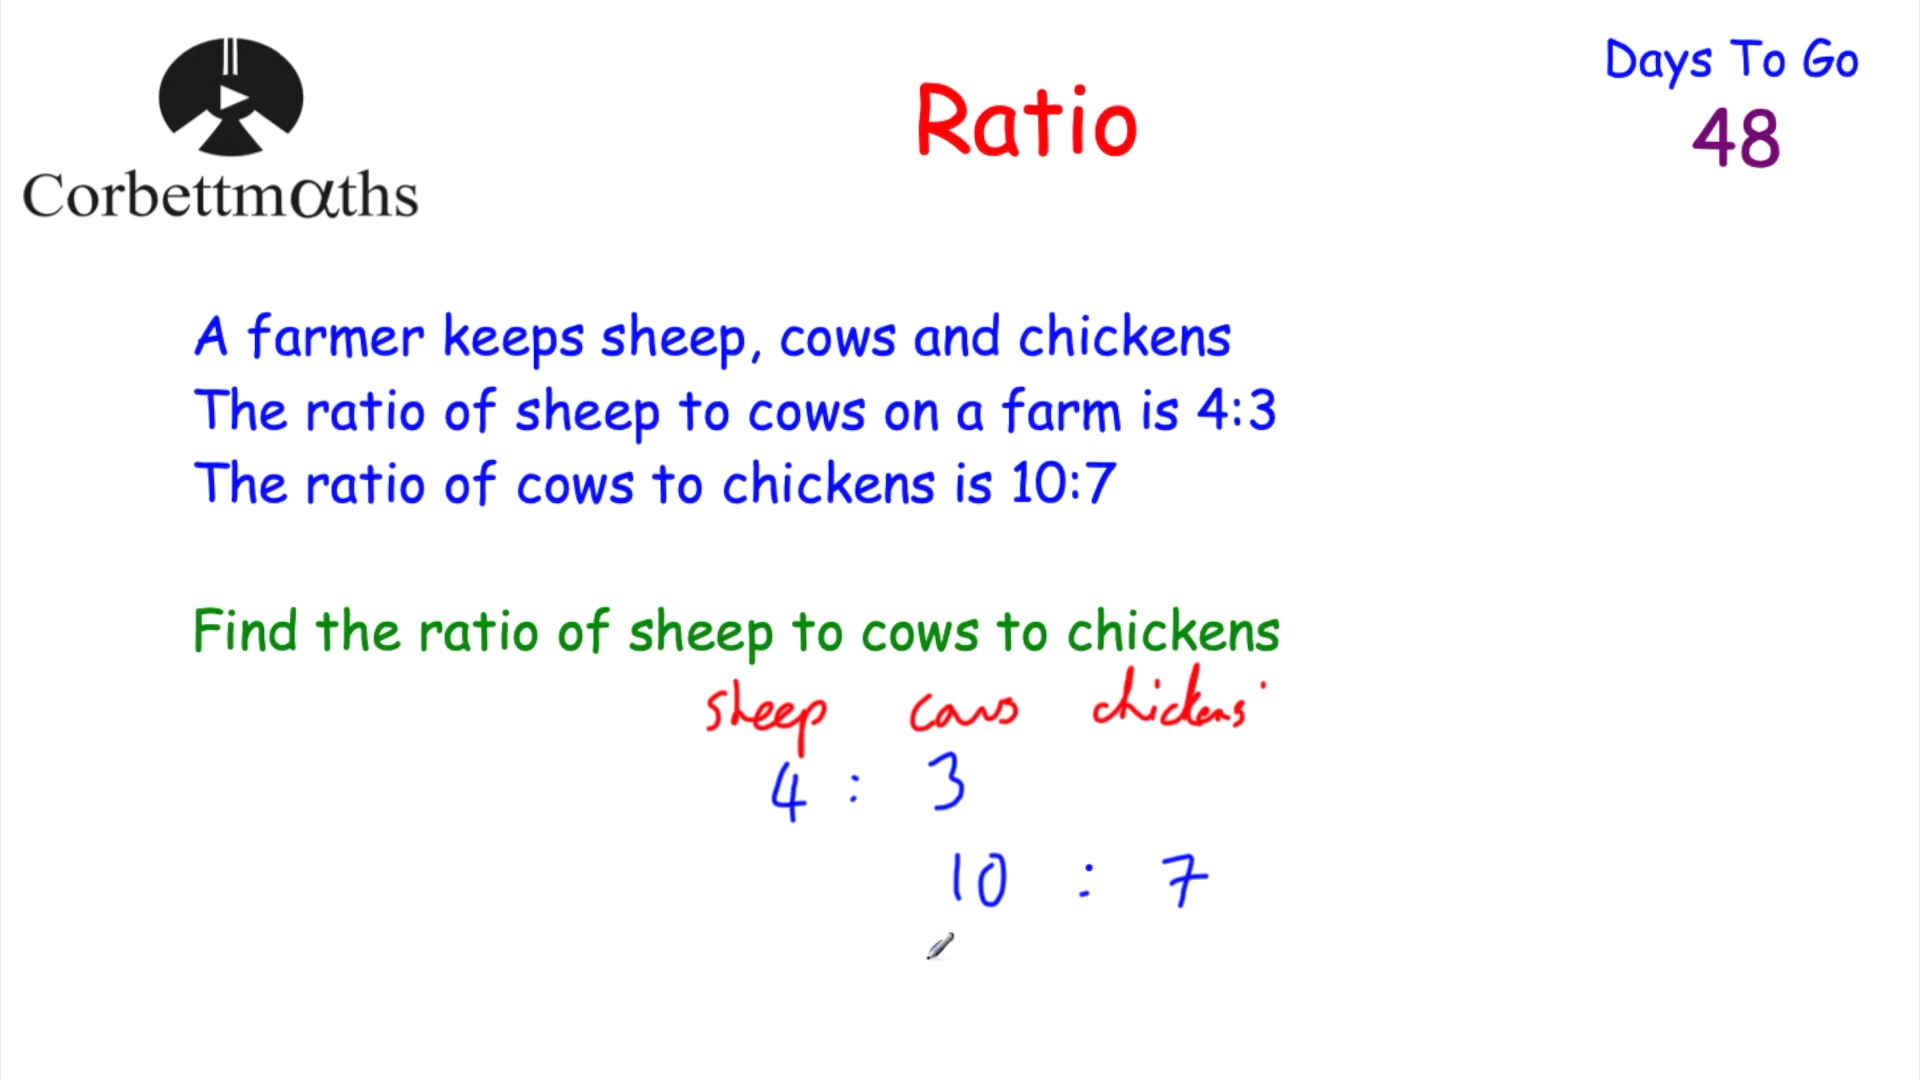 Corbettmαths
Ratio
Days To Go
48
A farmer keeps sheep, cows and chickens
The ratio of sheep to cows on a farm is 4:3
The ratio of cows to chickens is 10:7
Find the ratio of sheep to cows to chickens
sheep cows chickens
4 : 3
10 : 7